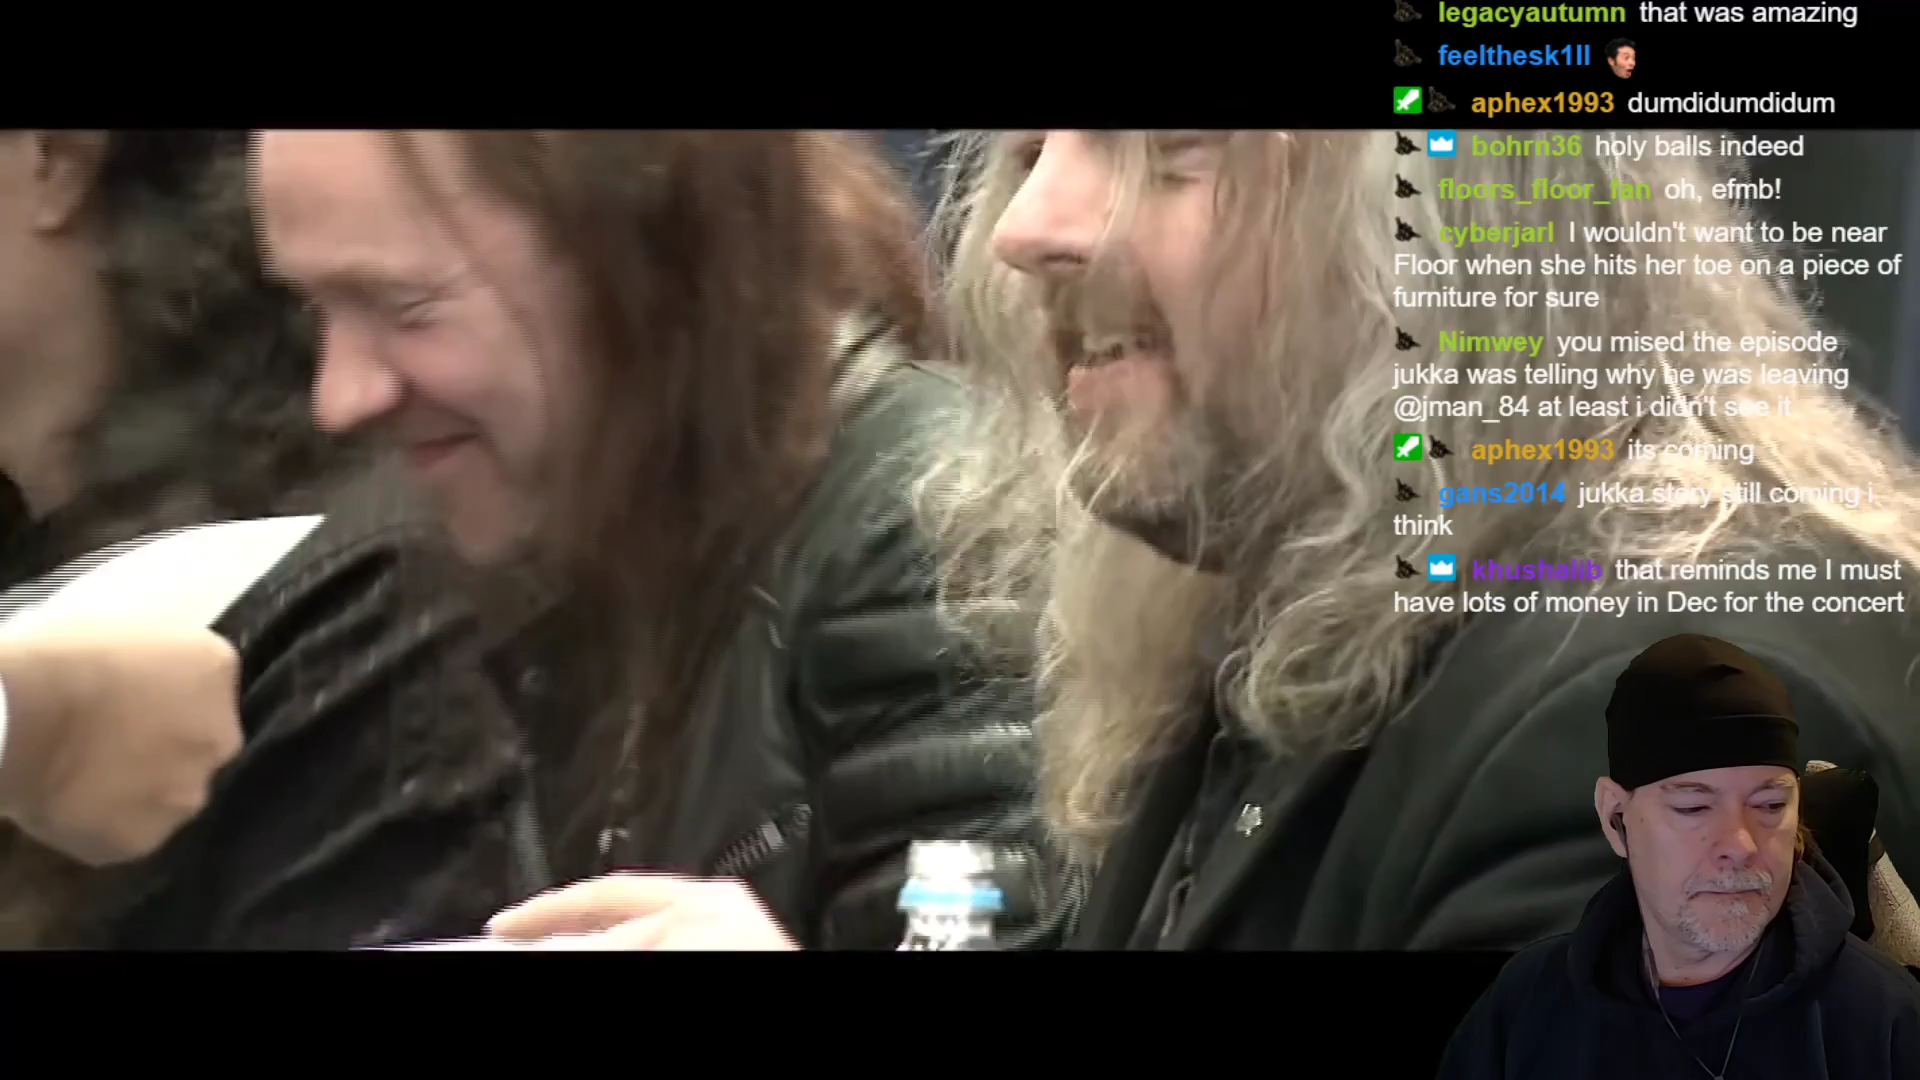 legacyautumn that was amazing
feelthesk1ll
aphex1993 dumdidumdidum
bohrn36 holy balls indeed
floors_floor_fan oh, efmb!
cyberjarl I wouldn't want to be near
Floor when she hits her toe on a piece of
furniture for sure
Nimwey you mised the episode
jukka was telling why he was leaving
@jman_84 at least i didn't see it
aphex1993 its coming
gans2014 jukka story still coming i
think
khushalib that reminds me I must
have lots of money in Dec for the concert